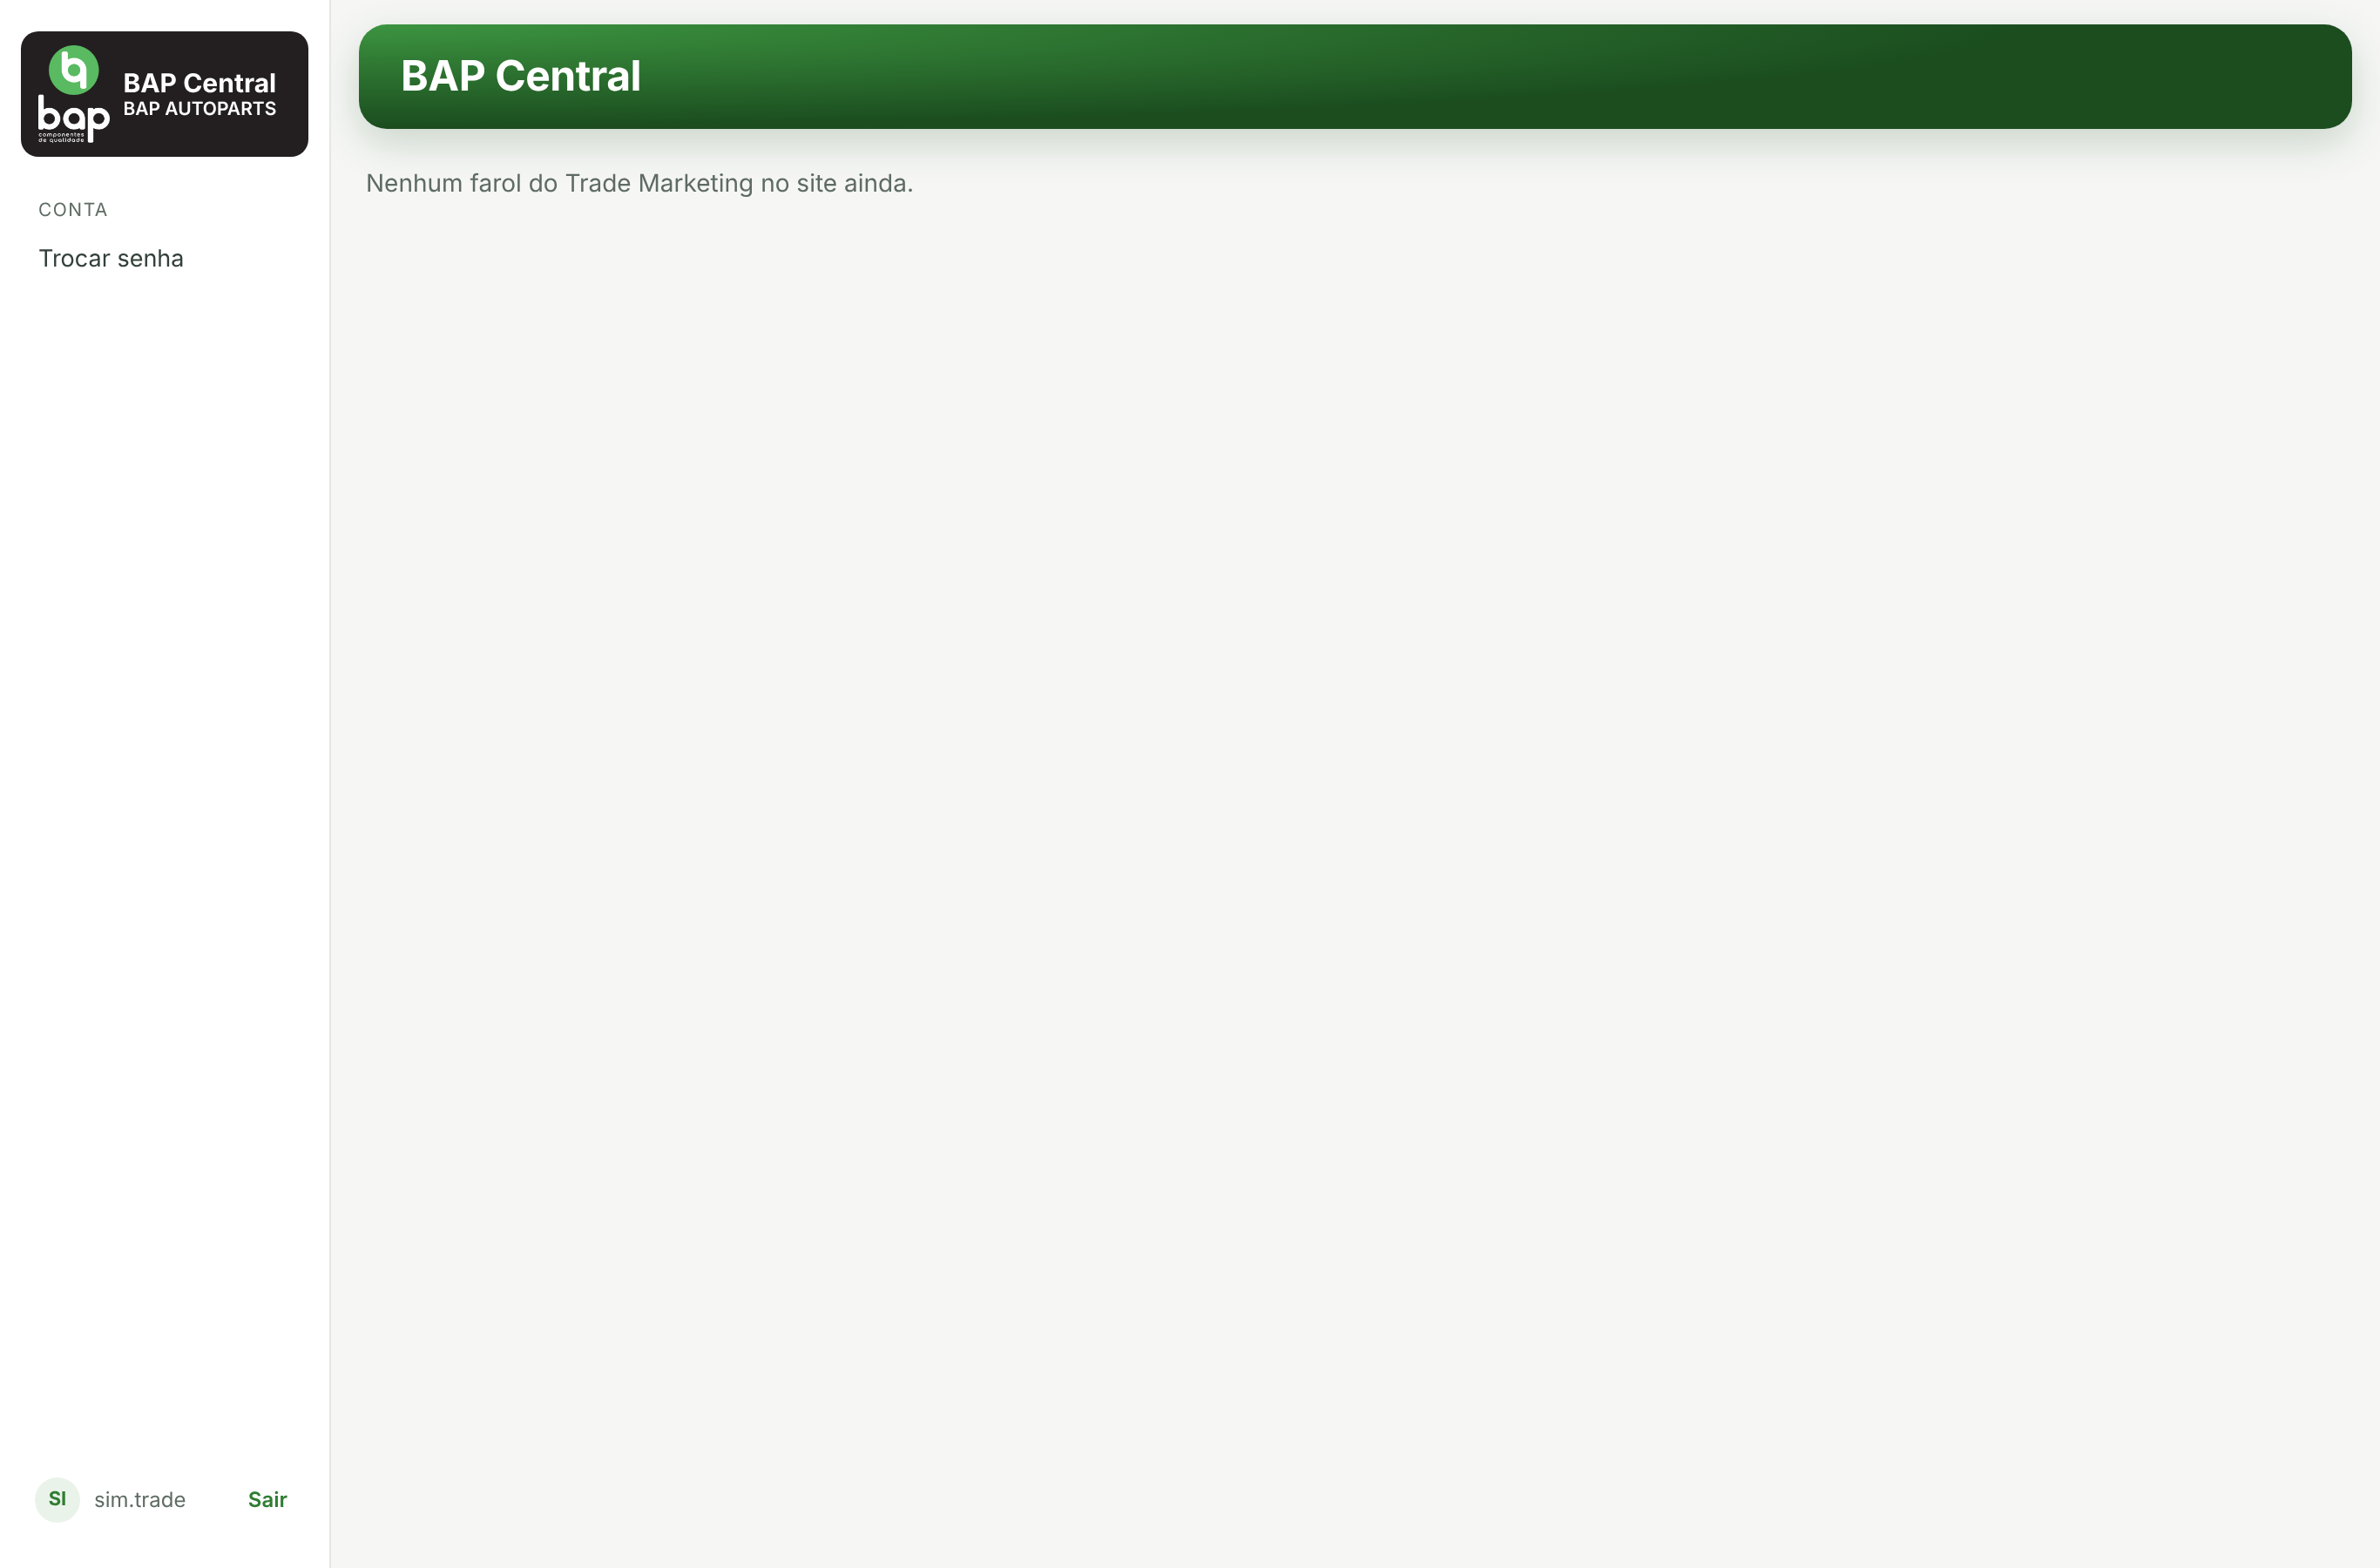 bap
componentes
de qualidade
BAP Central
BAP AUTOPARTS
CONTA
Trocar senha
SI
sim.trade
Sair
BAP Central
Nenhum farol do Trade Marketing no site ainda.